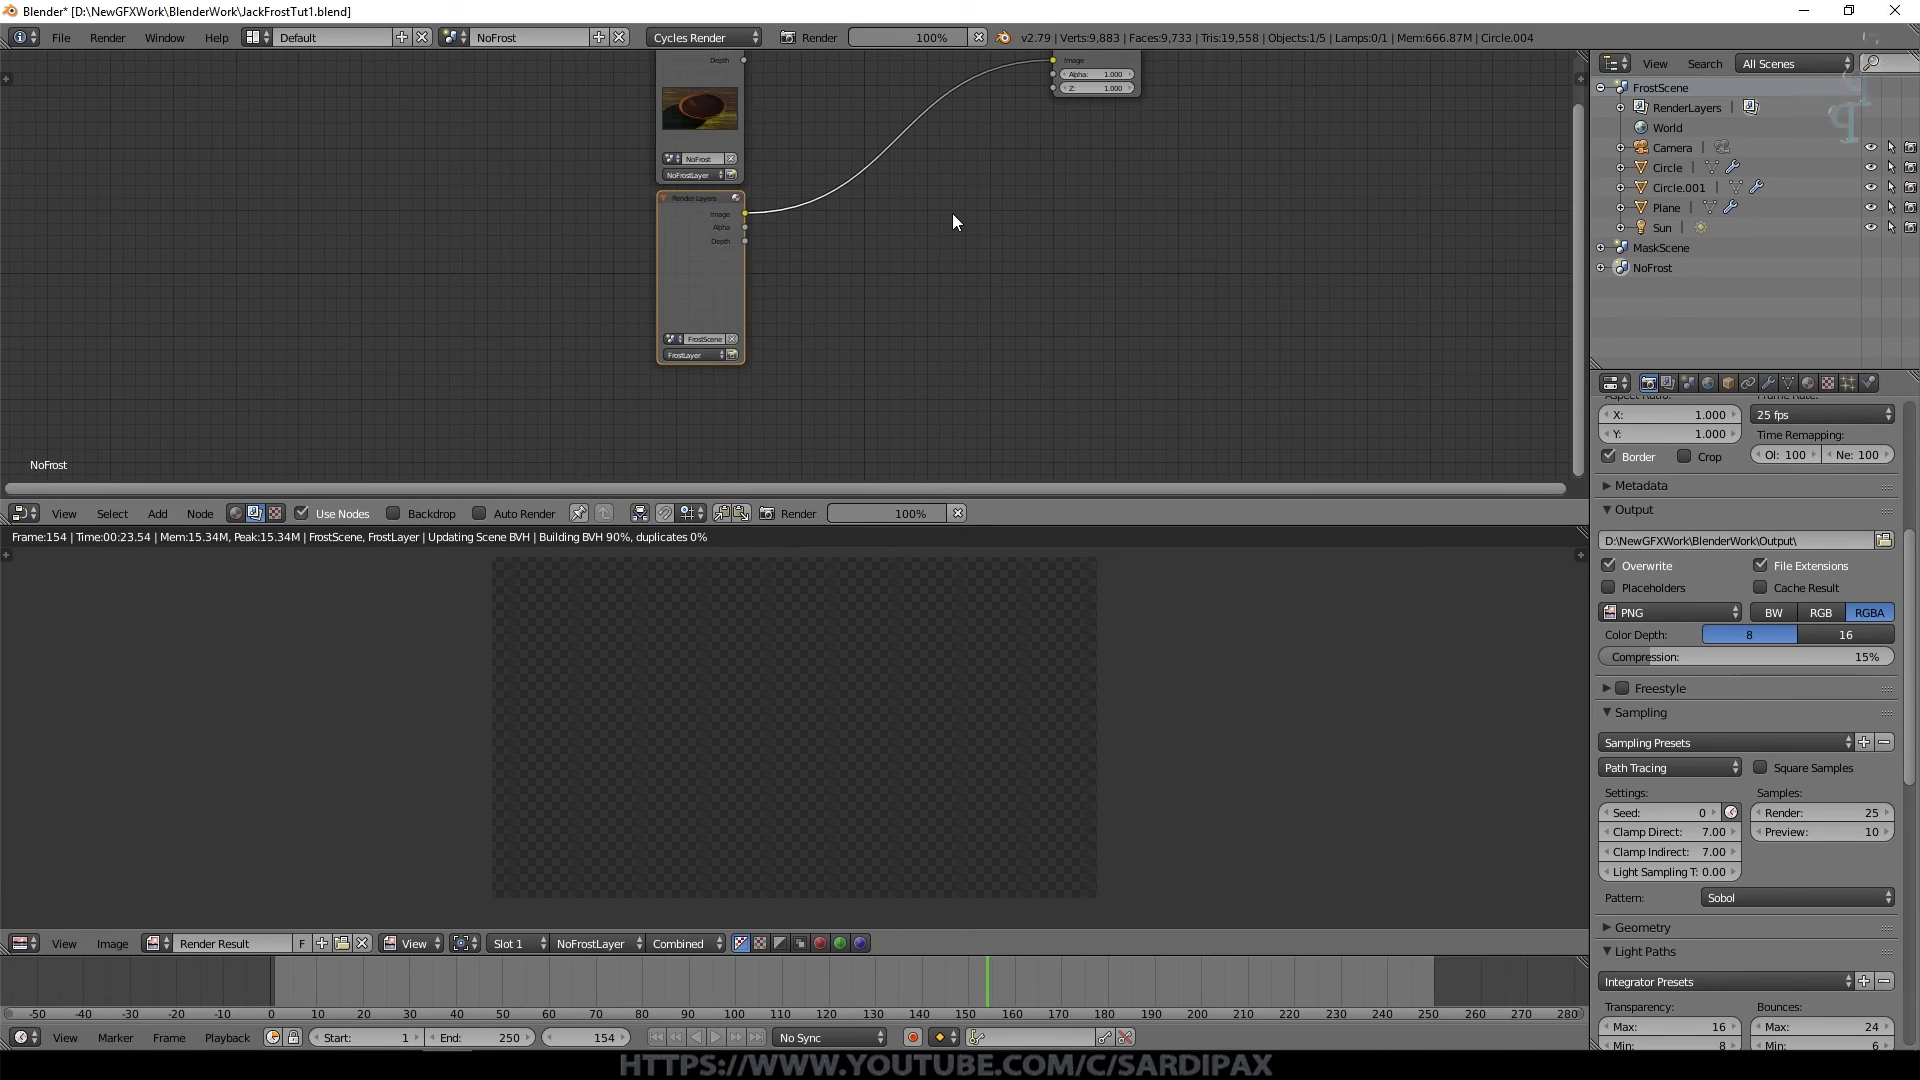 Blender* [D:\NewGFXWork\BlenderWork\JackFrostTut1.blend]
File Render Window Help Default NoFrost Cycles Render Render 100% v2.79 | Verts:9,883 | Faces:9,733 | Tris:19,558 | Objects:1/5 | Lamps:0/1 | Mem:666.87M | Circle.004
View Search All Scenes
Depth
Image
Alpha: 1.000
Z: 1.000
NoFrost
NoFrostLayer
Render Layers
Image
Alpha
Depth
FrostScene
FrostLayer
NoFrost
FrostScene
RenderLayers
World
Camera
Circle
Circle.001
Plane
Sun
MaskScene
NoFrost
View Select Add Node Use Nodes Backdrop Auto Render Render 100%
Frame:154 | Time:00:23.54 | Mem:15.34M, Peak:15.34M | FrostScene, FrostLayer | Updating Scene BVH | Building BVH 90%, duplicates 0%
X: 1.000 25 fps
Y: 1.000 Time Remapping:
Border Crop Ol: 100 Ne: 100
Metadata
Output
D:\NewGFXWork\BlenderWork\Output\
Overwrite File Extensions
Placeholders Cache Result
PNG BW RGB RGBA
Color Depth: 8 16
Compression: 15%
Freestyle
Sampling
Sampling Presets
Path Tracing Square Samples
Settings: Samples:
Seed: 0 Render: 25
Clamp Direct: 7.00 Preview: 10
Clamp Indirect: 7.00
Light Sampling T: 0.00
Pattern: Sobol
Geometry
Light Paths
Integrator Presets
Transparency: Bounces:
Max: 16 Max: 24
Min: 8 Min: 6
View Image Render Result F View Slot 1 NoFrostLayer Combined
-50 -40 -30 -20 -10 0 10 20 30 40 50 60 70 80 90 100 110 120 130 140 150 160 170 180 190 200 210 220 230 240 250 260 270 280
View Marker Frame Playback Start: 1 End: 250 154 No Sync
HTTPS://WWW.YOUTUBE.COM/C/SARDIPAX